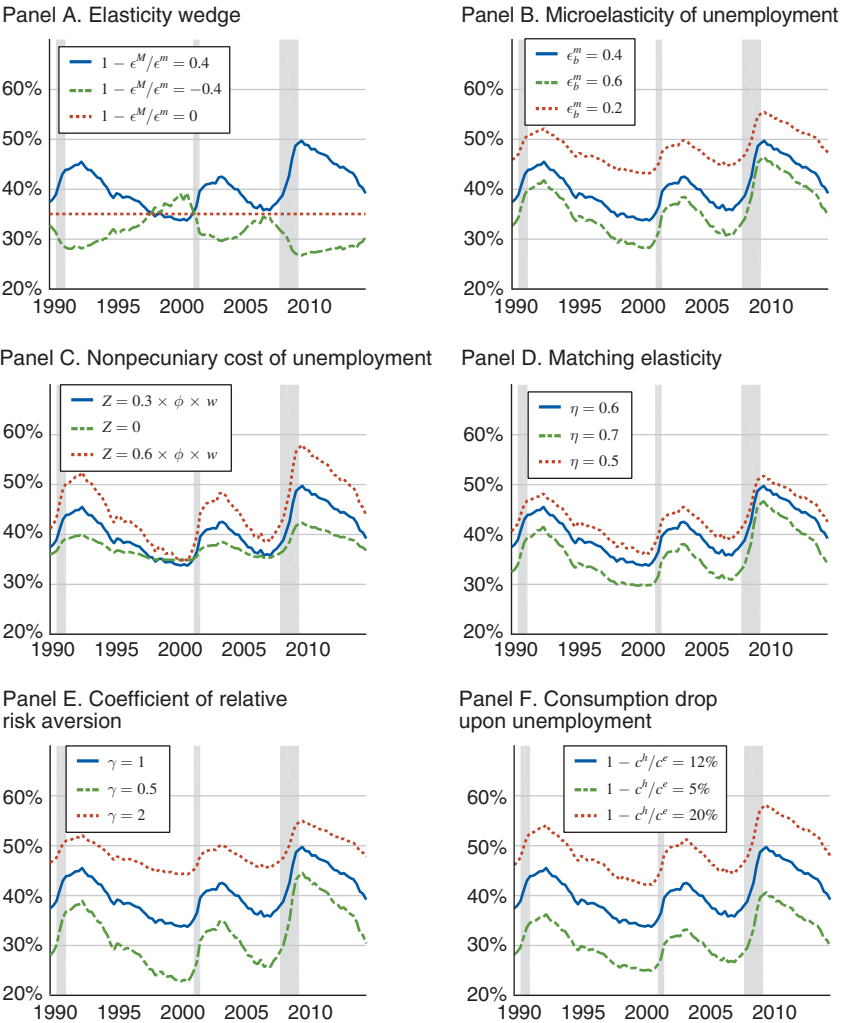 Panel A. Elasticity wedge
1 − ϵ^M/ϵ^m = 0.4
1 − ϵ^M/ϵ^m = −0.4
1 − ϵ^M/ϵ^m = 0
60%
50%
40%
30%
20%
1990 1995 2000 2005 2010
Panel B. Microelasticity of unemployment
ϵ_b^m = 0.4
ϵ_b^m = 0.6
ϵ_b^m = 0.2
60%
50%
40%
30%
20%
1990 1995 2000 2005 2010
Panel C. Nonpecuniary cost of unemployment
Z = 0.3 × ϕ × w
Z = 0
Z = 0.6 × ϕ × w
60%
50%
40%
30%
20%
1990 1995 2000 2005 2010
Panel D. Matching elasticity
η = 0.6
η = 0.7
η = 0.5
60%
50%
40%
30%
20%
1990 1995 2000 2005 2010
Panel E. Coefficient of relative
risk aversion
γ = 1
γ = 0.5
γ = 2
60%
50%
40%
30%
20%
1990 1995 2000 2005 2010
Panel F. Consumption drop
upon unemployment
1 − c^h/c^e = 12%
1 − c^h/c^e = 5%
1 − c^h/c^e = 20%
60%
50%
40%
30%
20%
1990 1995 2000 2005 2010